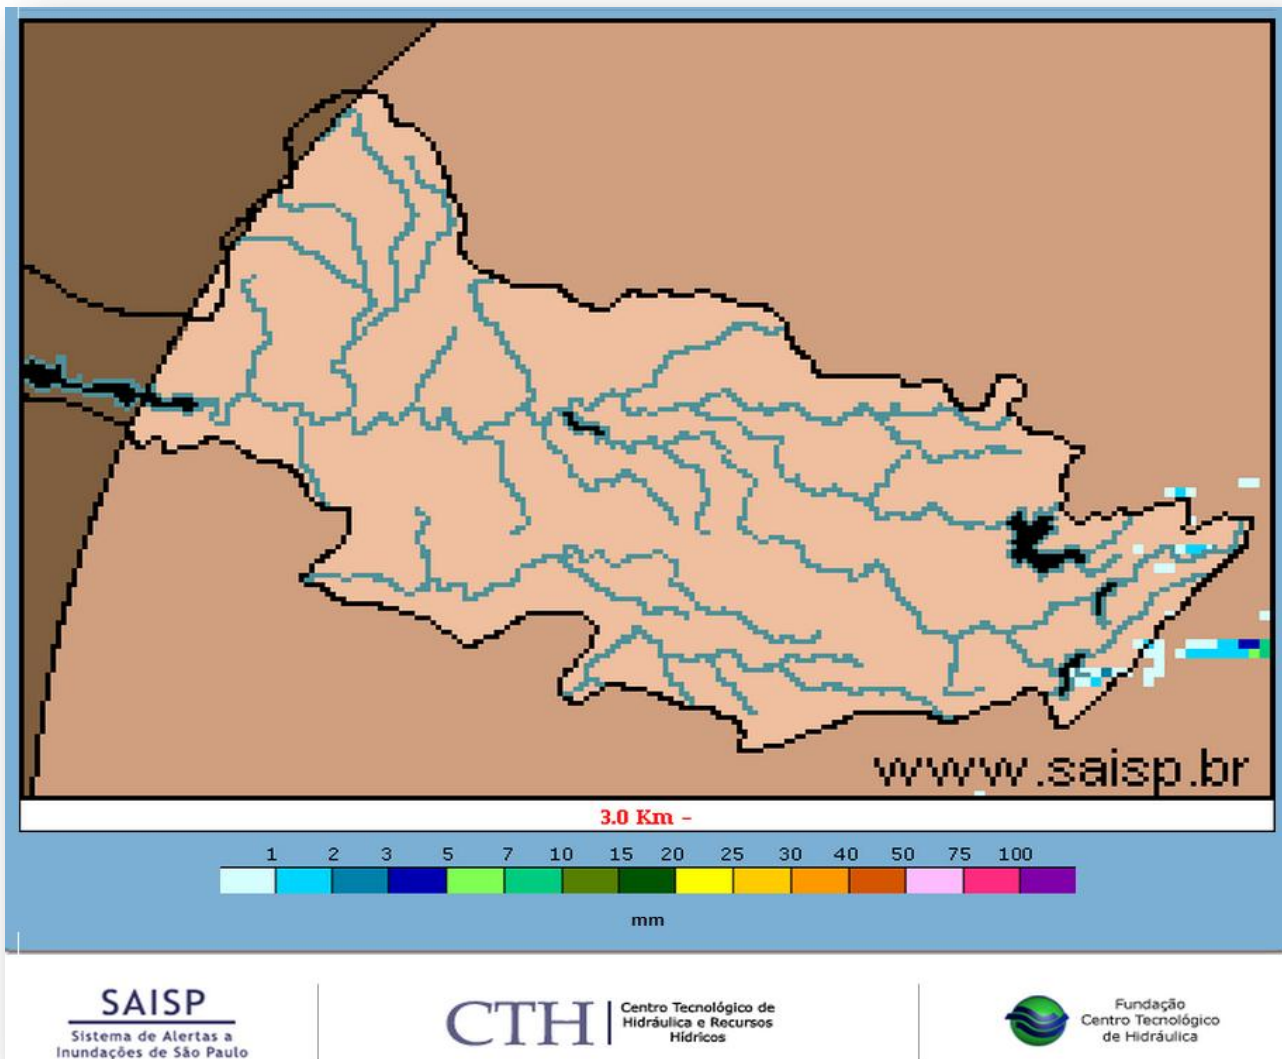 www.saisp.br
3.0 Km -
1 2 3 5 7 10 15 20 25 30 40 50 75 100
mm
SAISP
Sistema de Alertas a
Inundações de São Paulo
CTH
Centro Tecnológico de
Hidráulica e Recursos
Hídricos
Fundação
Centro Tecnológico
de Hidráulica